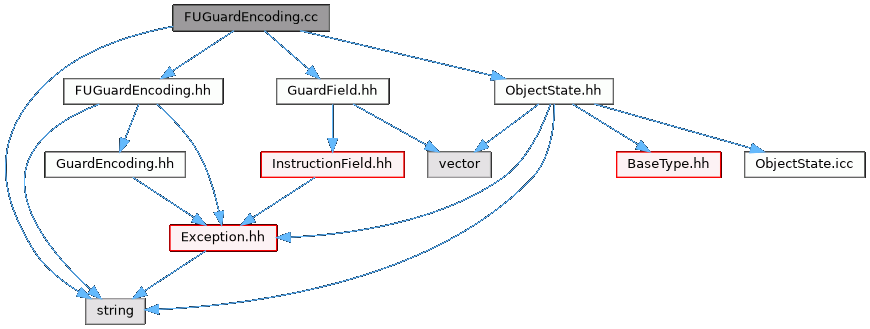 FUGuardEncoding.cc
FUGuardEncoding.hh
GuardField.hh
ObjectState.hh
GuardEncoding.hh
InstructionField.hh
vector
BaseType.hh
ObjectState.icc
Exception.hh
string